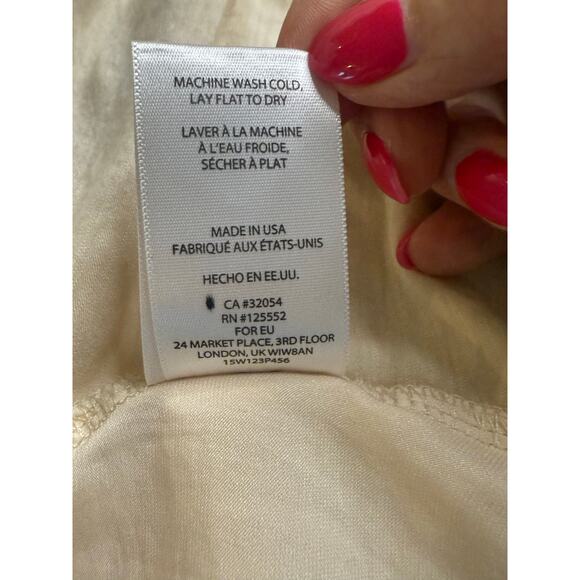 MACHINE WASH COLD,
LAY FLAT TO DRY
LAVER À LA MACHINE
À L'EAU FROIDE,
SÉCHER À PLAT
MADE IN USA
FABRIQUÉ AUX ÉTATS-UNIS
HECHO EN EE.UU.
CA #32054
RN #125552
FOR EU
24 MARKET PLACE, 3RD FLOOR
LONDON, UK WIW8AN
15W123P456